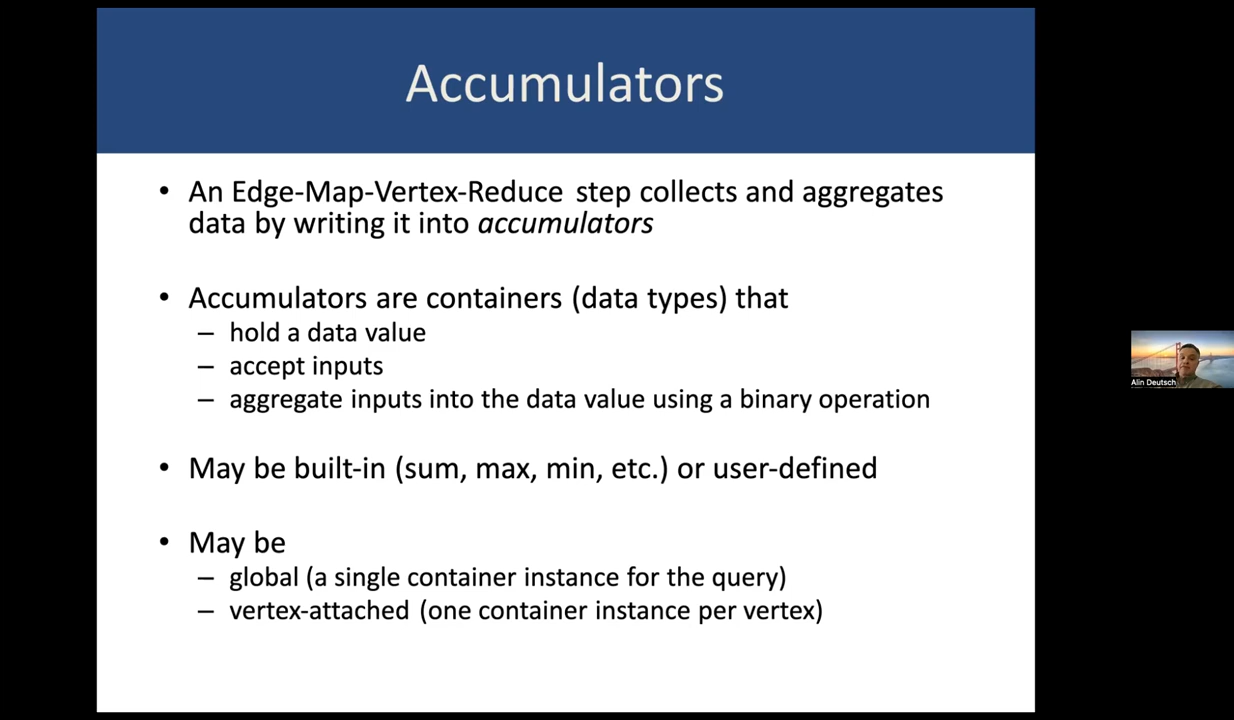 Accumulators
• An Edge-Map-Vertex-Reduce step collects and aggregates
data by writing it into accumulators
• Accumulators are containers (data types) that
– hold a data value
– accept inputs
– aggregate inputs into the data value using a binary operation
• May be built-in (sum, max, min, etc.) or user-defined
• May be
– global (a single container instance for the query)
– vertex-attached (one container instance per vertex)
Alin Deutsch